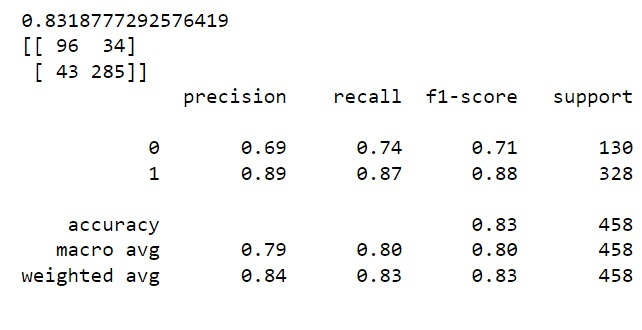 0.8318777292576419
[[ 96  34]
 [ 43 285]]
              precision    recall  f1-score   support

           0       0.69      0.74      0.71       130
           1       0.89      0.87      0.88       328

    accuracy                           0.83       458
   macro avg       0.79      0.80      0.80       458
weighted avg       0.84      0.83      0.83       458